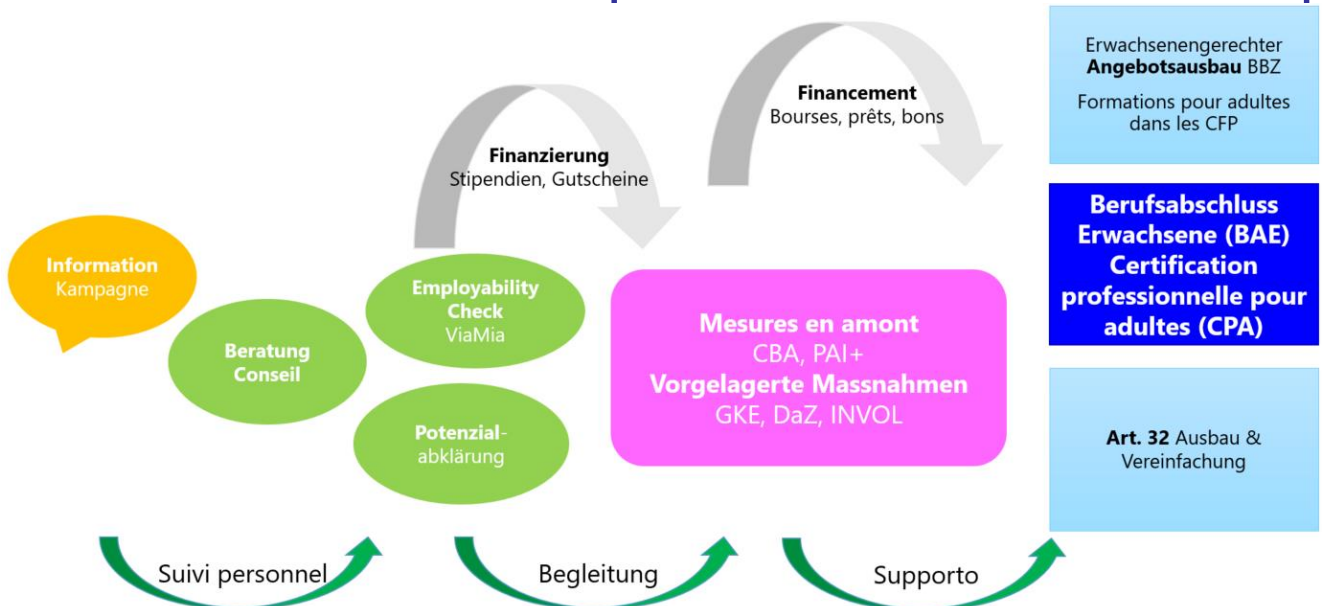 Information
Kampagne
Beratung
Conseil
Employability
Check
ViaMia
Potenzial-
abklärung
Finanzierung
Stipendien, Gutscheine
Mesures en amont
CBA, PAI+
Vorgelagerte Massnahmen
GKE, DaZ, INVOL
Financement
Bourses, prêts, bons
Erwachsenengerechter
Angebotsausbau BBZ
Formations pour adultes
dans les CFP
Berufsabschluss
Erwachsene (BAE)
Certification
professionnelle pour
adultes (CPA)
Art. 32 Ausbau &
Vereinfachung
Suivi personnel
Begleitung
Supporto